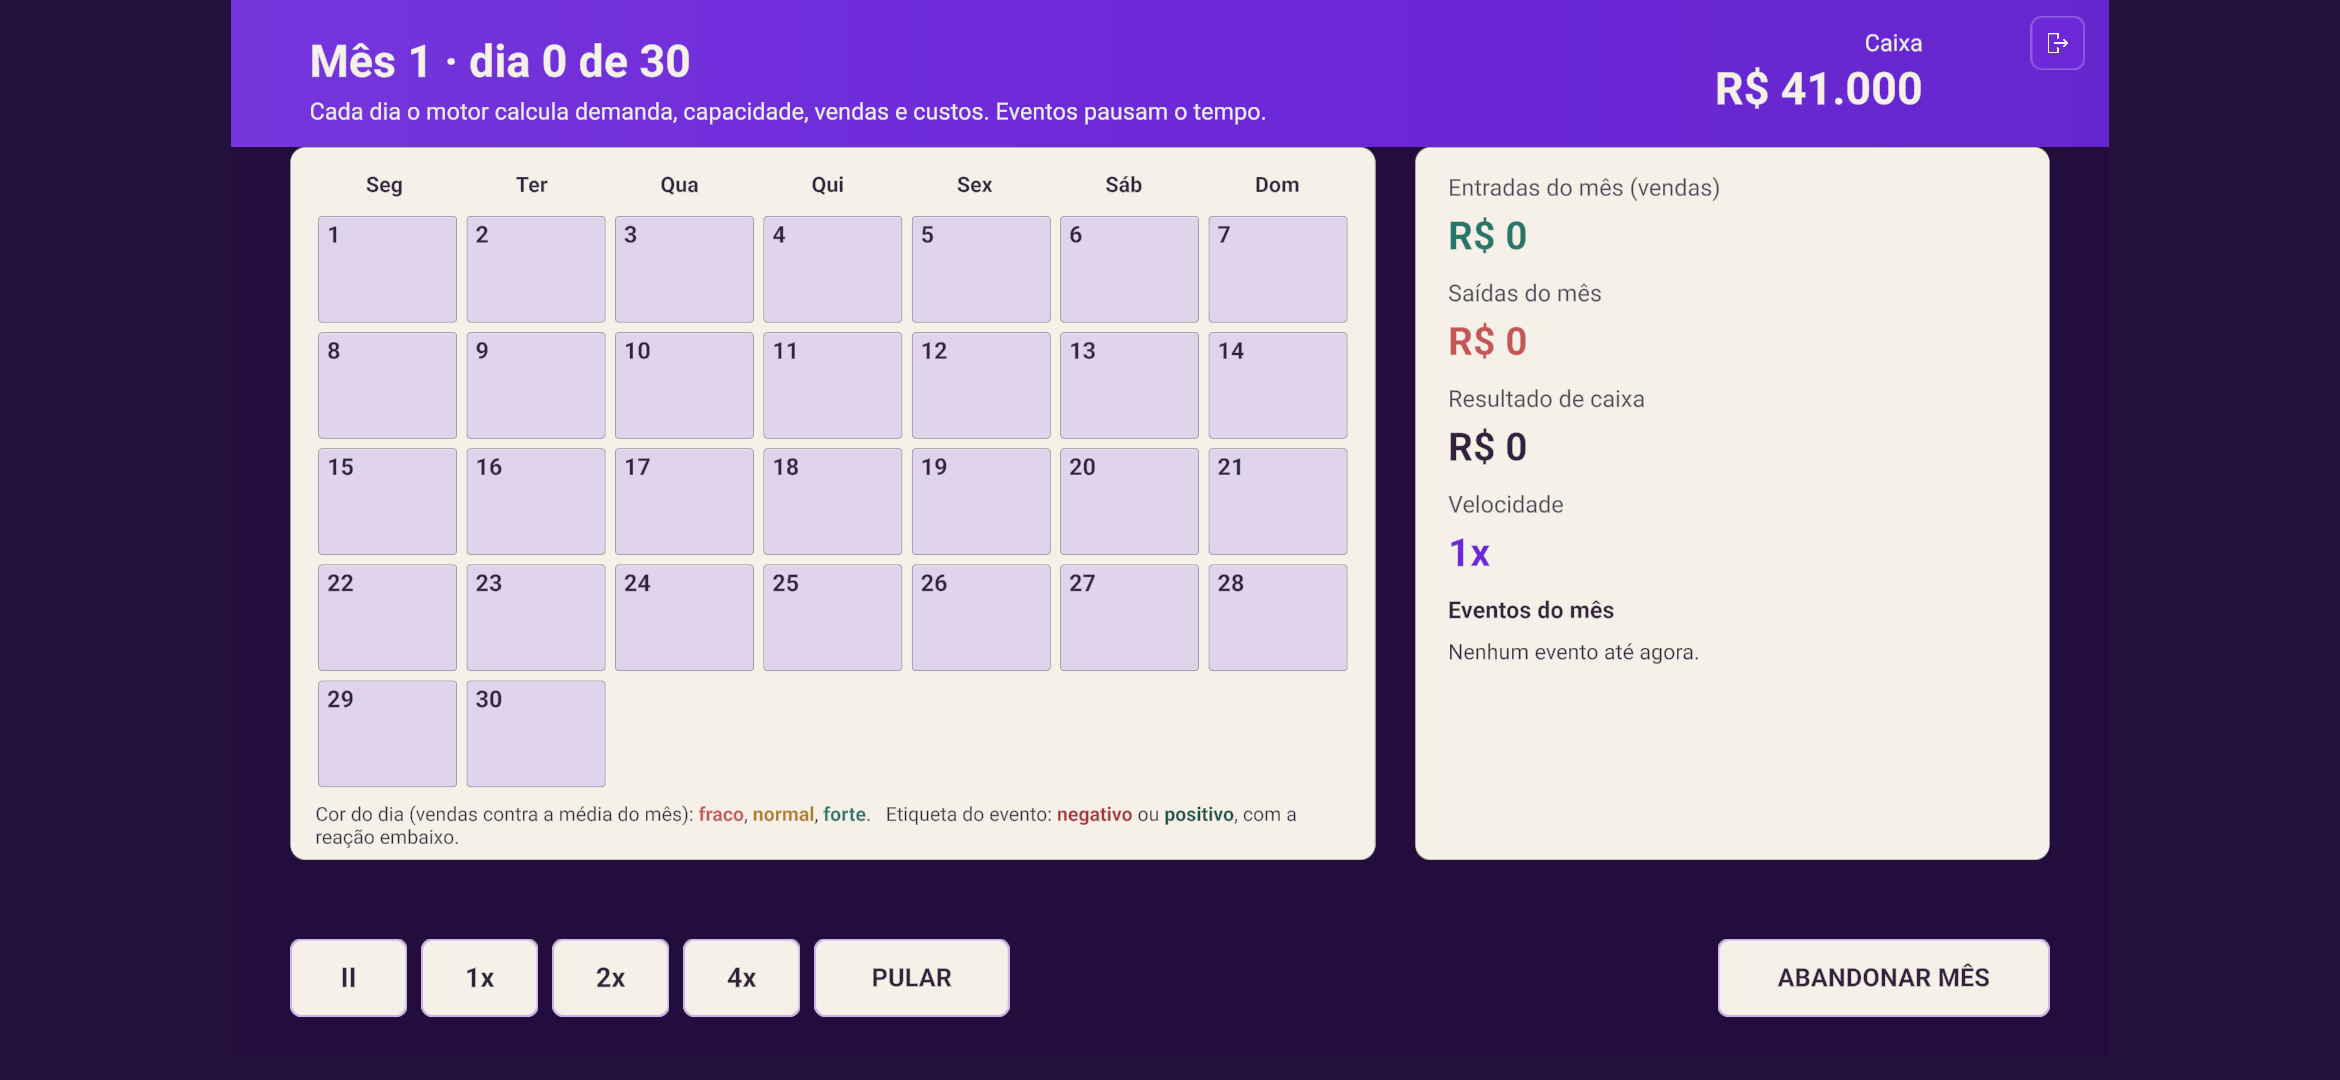 Mês 1 · dia 0 de 30
Cada dia o motor calcula demanda, capacidade, vendas e custos. Eventos pausam o tempo.
Caixa
R$ 41.000
Seg Ter Qua Qui Sex Sáb Dom
1 2 3 4 5 6 7
8 9 10 11 12 13 14
15 16 17 18 19 20 21
22 23 24 25 26 27 28
29 30
Cor do dia (vendas contra a média do mês): fraco, normal, forte. Etiqueta do evento: negativo ou positivo, com a
reação embaixo.
Entradas do mês (vendas)
R$ 0
Saídas do mês
R$ 0
Resultado de caixa
R$ 0
Velocidade
1x
Eventos do mês
Nenhum evento até agora.
II 1x 2x 4x PULAR
ABANDONAR MÊS